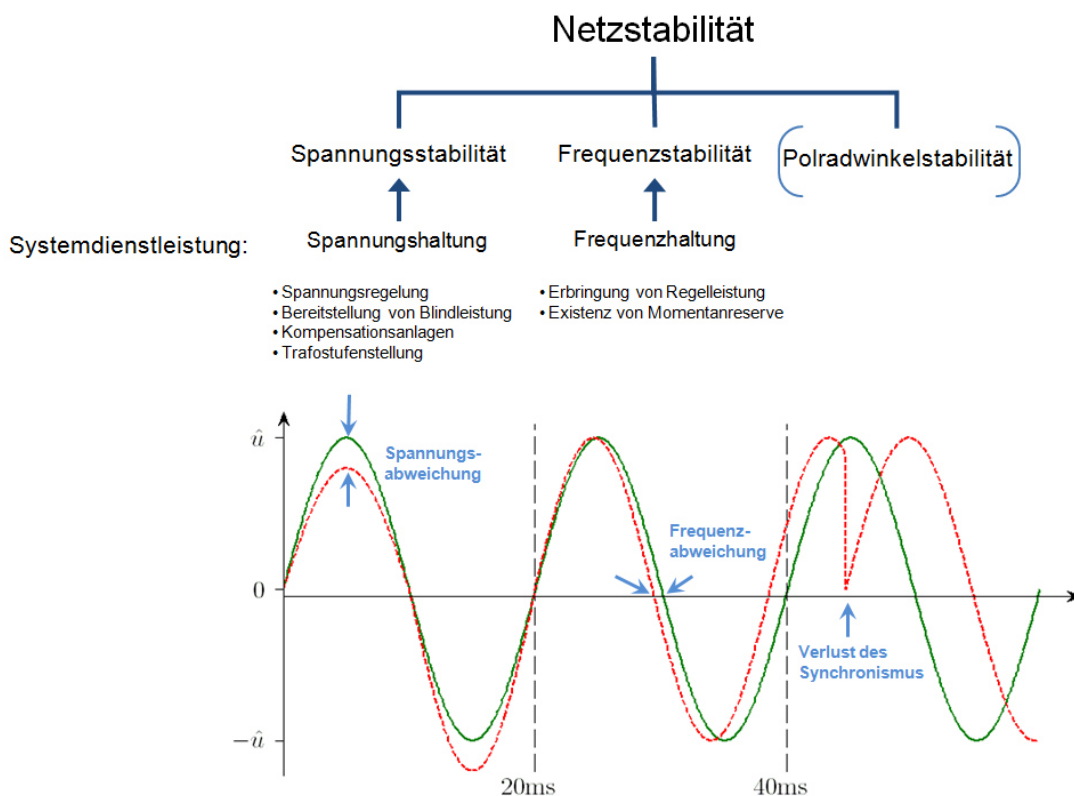 Netzstabilität
Spannungsstabilität
Frequenzstabilität
Polradwinkelstabilität
Systemdienstleistung:
Spannungshaltung
Frequenzhaltung
• Spannungsregelung
• Bereitstellung von Blindleistung
• Kompensationsanlagen
• Trafostufenstellung
• Erbringung von Regelleistung
• Existenz von Momentanreserve
û
Spannungs-
abweichung
Frequenz-
abweichung
0
Verlust des
Synchronismus
−û
20ms
40ms